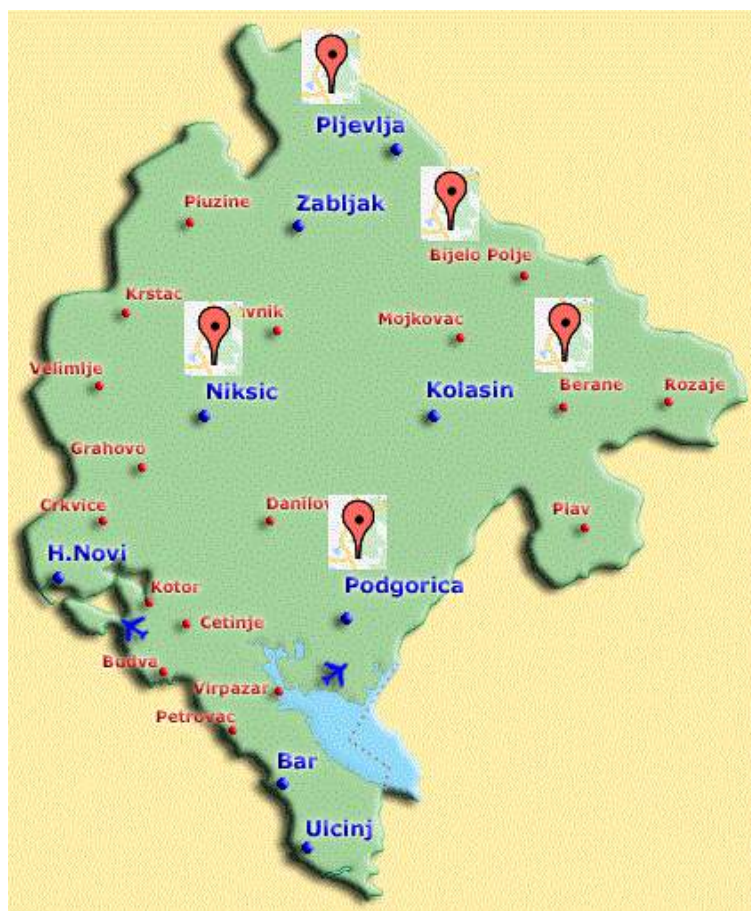 Pljevlja
Piuzine
Zabljak
Bijelo Polje
Krstac
Mojkovac
Velimlje
Niksic
Kolasin
Berane
Rozaje
Grahovo
Crkvice
Plav
H.Novi
Kotor
Podgorica
Cetinje
Budva
Virpazar
Petrovac
Bar
Ulcinj